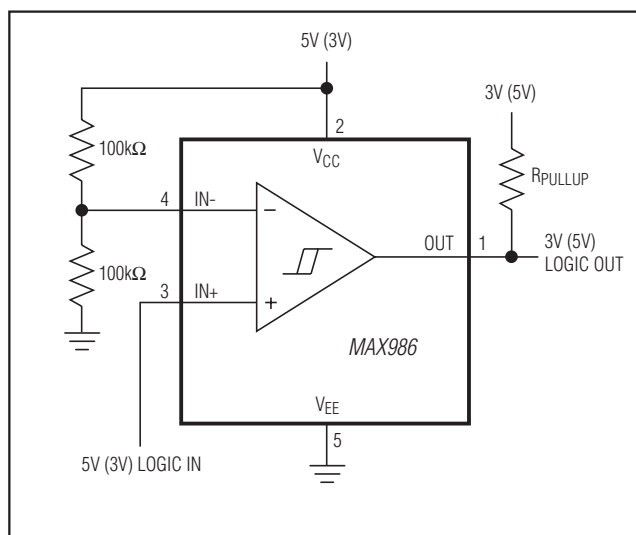 5V (3V)
3V (5V)
2
VCC
100kΩ
RPULLUP
4
IN-
−
OUT
1
3V (5V)
LOGIC OUT
100kΩ
3
IN+
+
MAX986
VEE
5
5V (3V) LOGIC IN